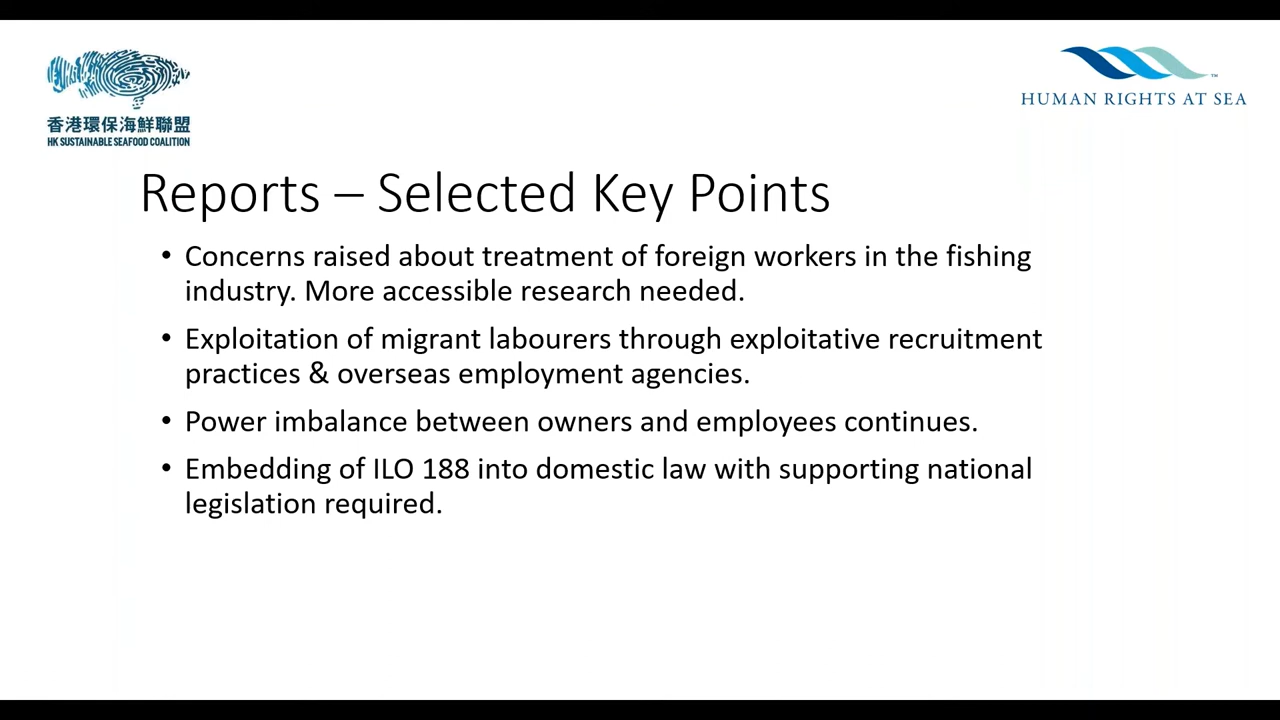 香港環保海鮮聯盟
HK SUSTAINABLE SEAFOOD COALITION
HUMAN RIGHTS AT SEA
Reports – Selected Key Points
• Concerns raised about treatment of foreign workers in the fishing
industry. More accessible research needed.
• Exploitation of migrant labourers through exploitative recruitment
practices & overseas employment agencies.
• Power imbalance between owners and employees continues.
• Embedding of ILO 188 into domestic law with supporting national
legislation required.